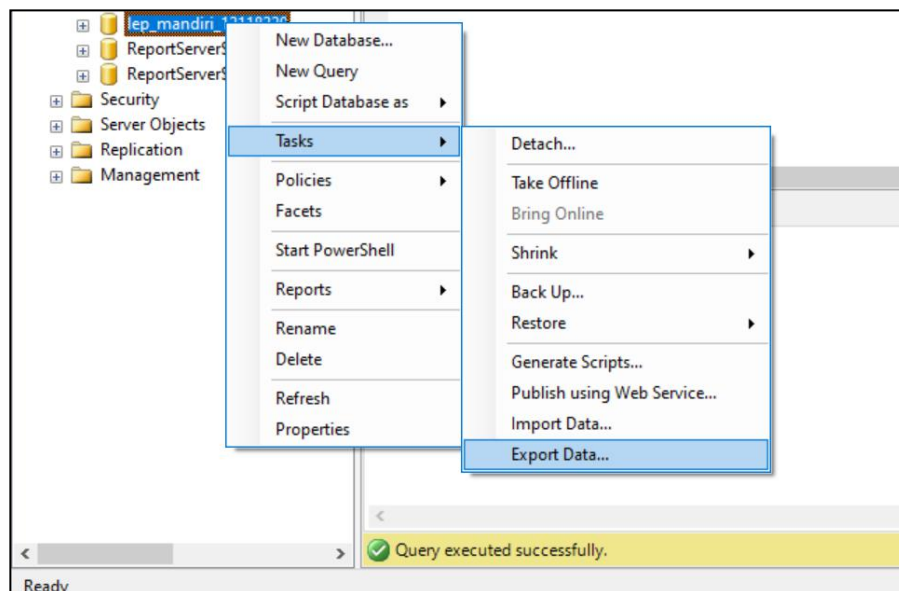 New Database...
ReportServer
New Query
ReportServer
Script Database as
Security
Server Objects
Tasks
Detach...
Replication
Management
Policies
Take Offline
Facets
Bring Online
Start PowerShell
Shrink
Reports
Back Up...
Restore
Rename
Delete
Generate Scripts...
Refresh
Publish using Web Service...
Properties
Import Data...
Export Data...
Query executed successfully.
Ready